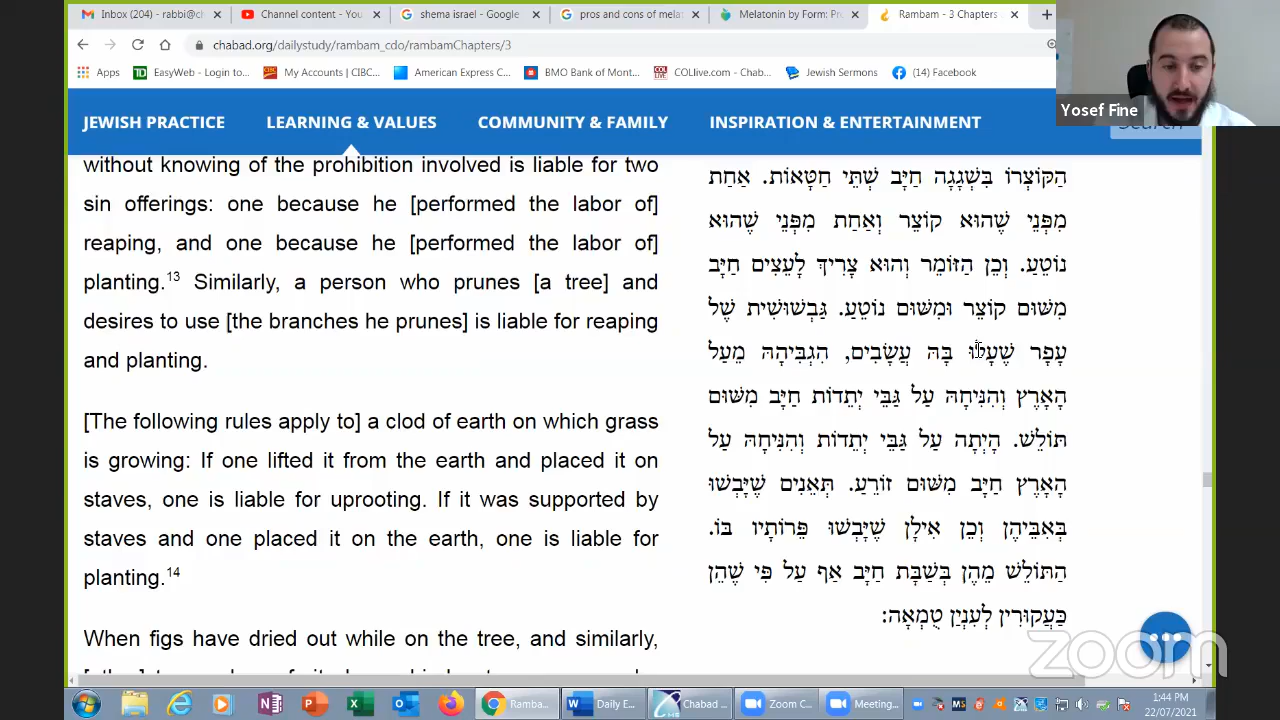 Inbox (204) - rabbi@ch
Channel content - You
shema israel - Google
pros and cons of melat
Melatonin by Form: Pro
Rambam - 3 Chapters
chabad.org/dailystudy/rambam_cdo/rambamChapters/3
Apps
EasyWeb - Login to...
My Accounts | CIBC...
American Express C...
BMO Bank of Mont...
COLlive.com - Chab...
Jewish Sermons
(14) Facebook
Yosef Fine
JEWISH PRACTICE
LEARNING & VALUES
COMMUNITY & FAMILY
INSPIRATION & ENTERTAINMENT
Search
without knowing of the prohibition involved is liable for two
sin offerings: one because he [performed the labor of]
reaping, and one because he [performed the labor of]
planting.13 Similarly, a person who prunes [a tree] and
desires to use [the branches he prunes] is liable for reaping
and planting.
[The following rules apply to] a clod of earth on which grass
is growing: If one lifted it from the earth and placed it on
staves, one is liable for uprooting. If it was supported by
staves and one placed it on the earth, one is liable for
planting.14
When figs have dried out while on the tree, and similarly,
הַקּוֹצְרוֹ בִּשְׁגָגָה חַיָּב שְׁתֵּי חַטָּאוֹת. אַחַת
מִפְּנֵי שֶׁהוּא קוֹצֵר וְאַחַת מִפְּנֵי שֶׁהוּא
נוֹטֵעַ. וְכֵן הַזּוֹמֵר וְהוּא צָרִיךְ לָעֵצִים חַיָּב
מִשּׁוּם קוֹצֵר וּמִשּׁוּם נוֹטֵעַ. גַּבְשׁוּשִׁית שֶׁל
עָפָר שֶׁעָלוּ בָּהּ עֲשָׂבִים, הִגְבִּיהָהּ מֵעַל
הָאָרֶץ וְהִנִּיחָהּ עַל גַּבֵּי יְתֵדוֹת חַיָּב מִשּׁוּם
תּוֹלֵשׁ. הָיְתָה עַל גַּבֵּי יְתֵדוֹת וְהִנִּיחָהּ עַל
הָאָרֶץ חַיָּב מִשּׁוּם זוֹרֵעַ. תְּאֵנִים שֶׁיָּבְשׁוּ
בְּאִבֵּיהֶן וְכֵן אִילָן שֶׁיָּבְשׁוּ פֵּרוֹתָיו בּוֹ.
הַתּוֹלֵשׁ מֵהֶן בְּשַׁבָּת חַיָּב אַף עַל פִּי שֶׁהֵן
כַּעֲקוּרִין לְעִנְיַן טֻמְאָה:
zoom
Ramba...
Daily E...
Chabad ...
Zoom C...
Meeting...
1:44 PM
22/07/2021